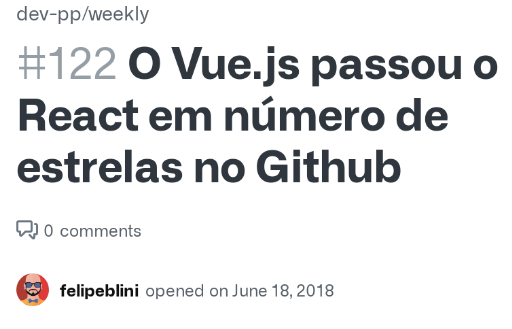 dev-pp/weekly
#122 O Vue.js passou o
React em número de
estrelas no Github
0 comments
felipeblini opened on June 18, 2018